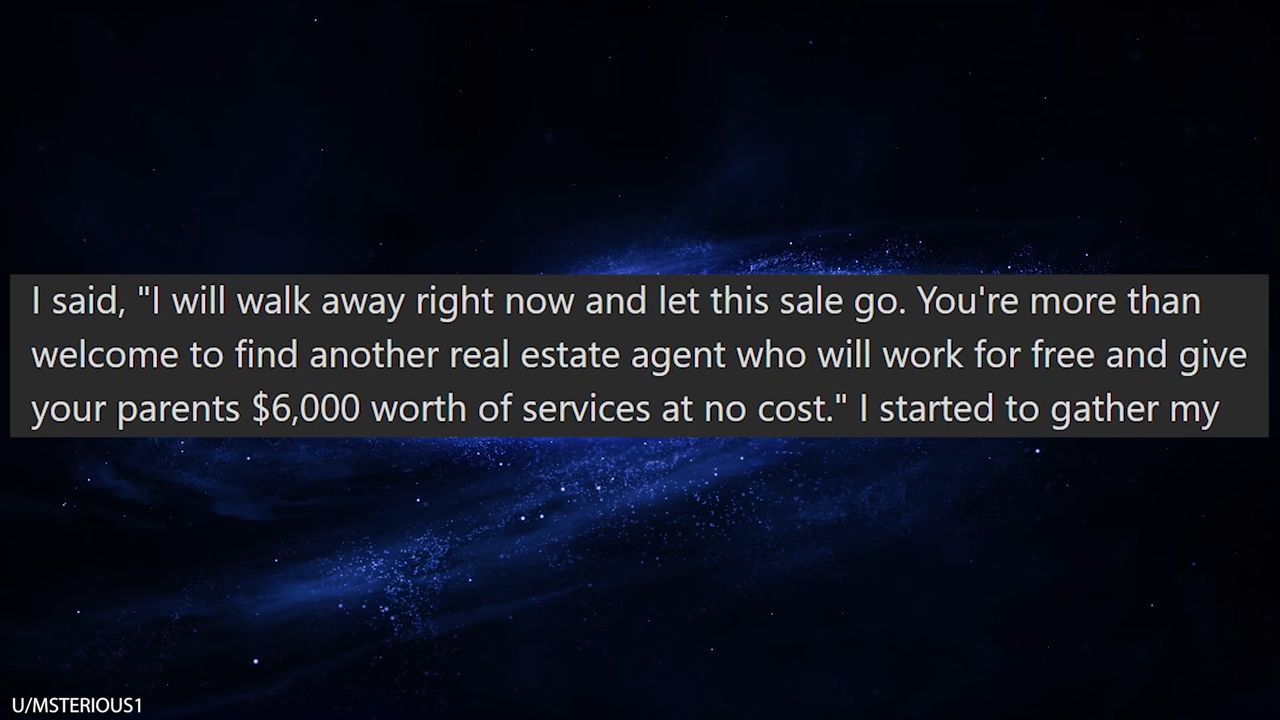 I said, "I will walk away right now and let this sale go. You're more than
welcome to find another real estate agent who will work for free and give
your parents $6,000 worth of services at no cost." I started to gather my
U/MSTERIOUS1